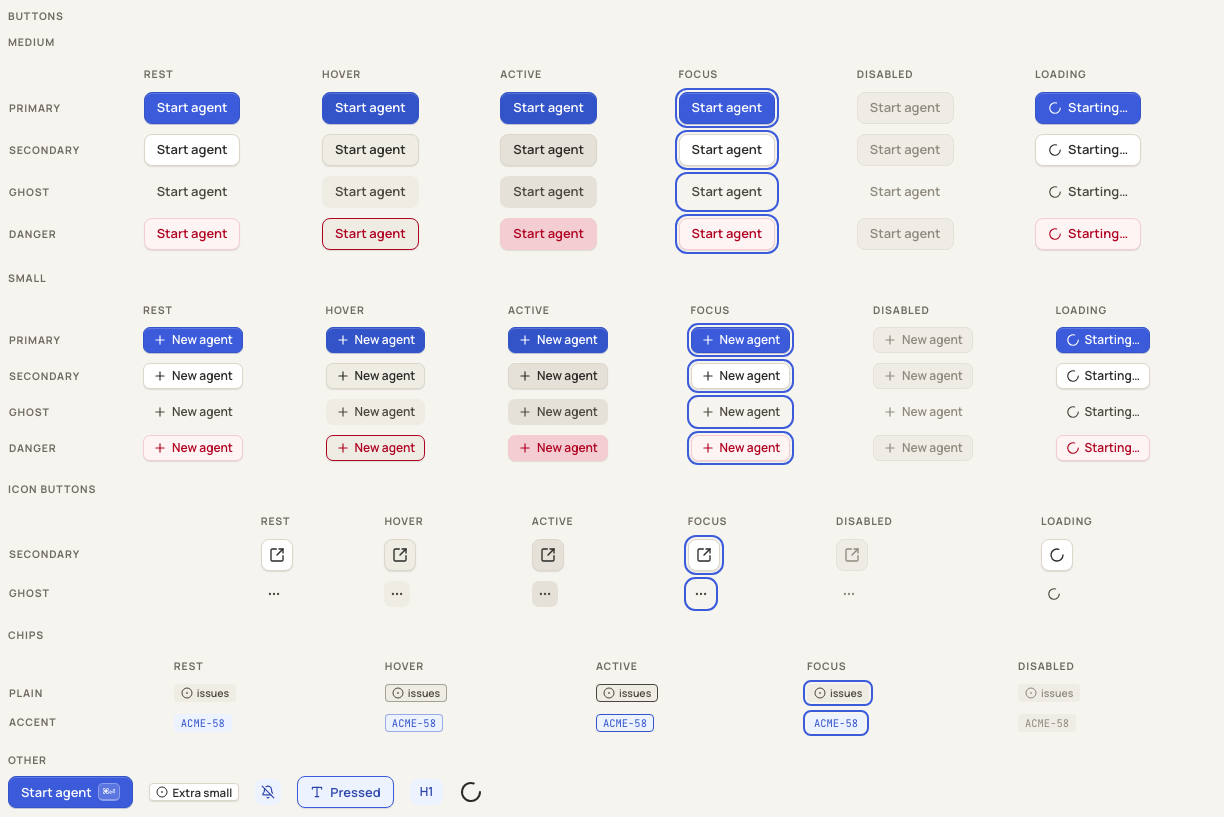 BUTTONS
MEDIUM
REST HOVER ACTIVE FOCUS DISABLED LOADING
PRIMARY Start agent Start agent Start agent Start agent Start agent Starting…
SECONDARY Start agent Start agent Start agent Start agent Start agent Starting…
GHOST Start agent Start agent Start agent Start agent Start agent Starting…
DANGER Start agent Start agent Start agent Start agent Start agent Starting…
SMALL
REST HOVER ACTIVE FOCUS DISABLED LOADING
PRIMARY New agent New agent New agent New agent New agent Starting…
SECONDARY New agent New agent New agent New agent New agent Starting…
GHOST New agent New agent New agent New agent New agent Starting…
DANGER New agent New agent New agent New agent New agent Starting…
ICON BUTTONS
REST HOVER ACTIVE FOCUS DISABLED LOADING
SECONDARY
GHOST
CHIPS
REST HOVER ACTIVE FOCUS DISABLED
PLAIN issues issues issues issues issues
ACCENT ACME-58 ACME-58 ACME-58 ACME-58 ACME-58
OTHER
Start agent ⌘⏎ Extra small Pressed H1